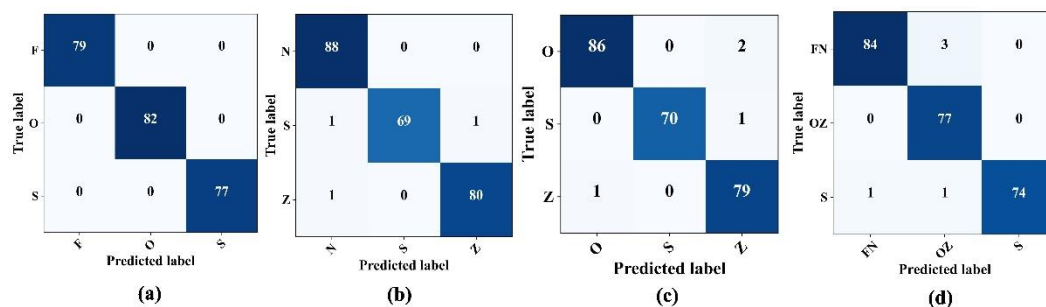 True label
F 79 0 0
O 0 82 0
S 0 0 77
F O S
Predicted label
(a)
True label
N 88 0 0
S 1 69 1
Z 1 0 80
N S Z
Predicted label
(b)
True label
O 86 0 2
S 0 70 1
Z 1 0 79
O S Z
Predicted label
(c)
True label
FN 84 3 0
OZ 0 77 0
S 1 1 74
FN OZ S
Predicted label
(d)